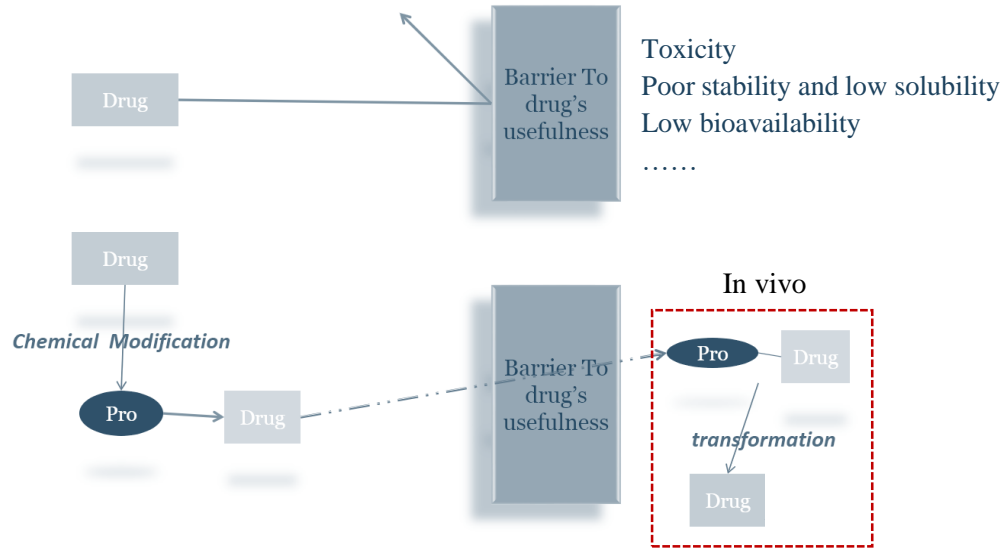 Drug
Barrier To
drug's
usefulness
Toxicity
Poor stability and low solubility
Low bioavailability
......
Drug
Chemical Modification
Pro
Drug
Barrier To
drug's
usefulness
In vivo
Pro
Drug
transformation
Drug